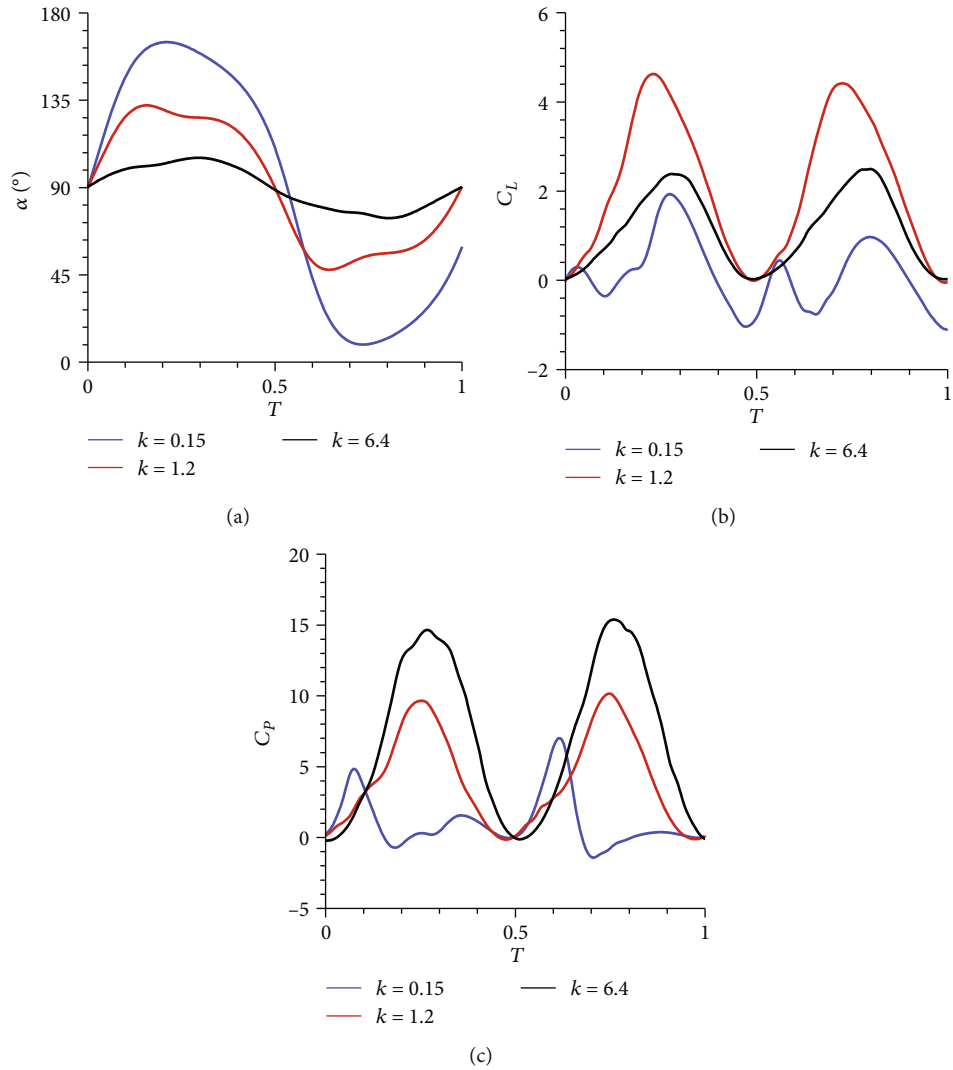 180
135
90
45
0
α (°)
0
0.5
1
T
k = 0.15
k = 6.4
k = 1.2
(a)
6
4
2
0
−2
C_L
0
0.5
1
T
k = 0.15
k = 6.4
k = 1.2
(b)
20
15
10
5
0
−5
C_P
0
0.5
1
T
k = 0.15
k = 6.4
k = 1.2
(c)